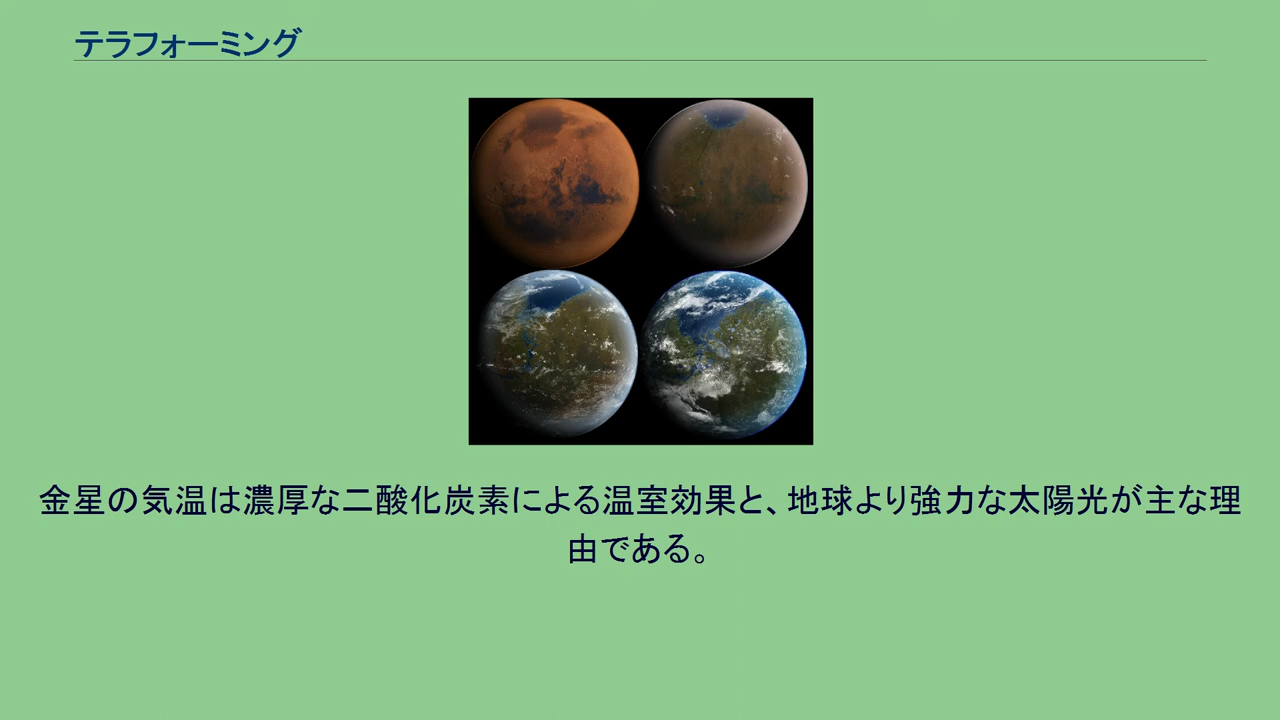 テラフォーミング
金星の気温は濃厚な二酸化炭素による温室効果と、地球より強力な太陽光が主な理
由である。